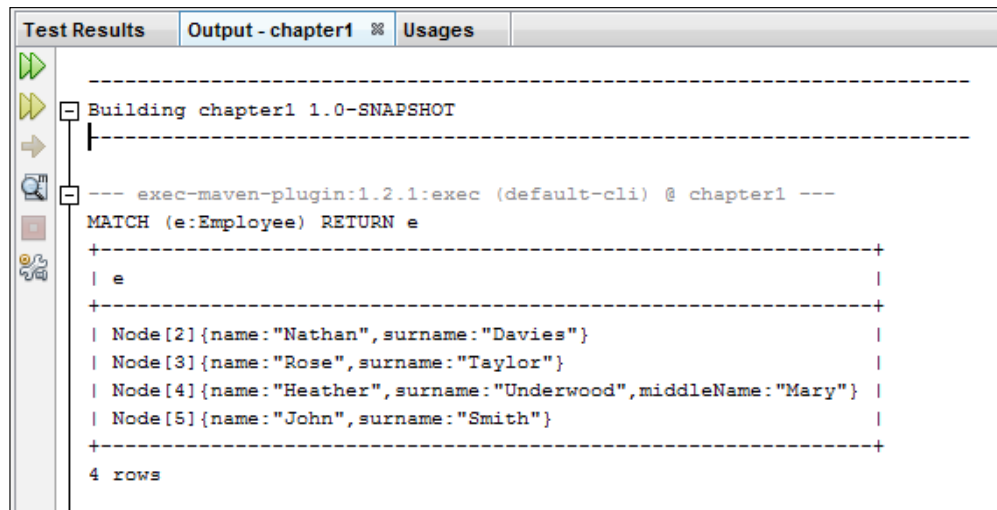 Test Results Output - chapter1 Usages
------------------------------------------------------------------------
Building chapter1 1.0-SNAPSHOT
------------------------------------------------------------------------
--- exec-maven-plugin:1.2.1:exec (default-cli) @ chapter1 ---
MATCH (e:Employee) RETURN e
+---------------------------------------------------------------+
| e                                                             |
+---------------------------------------------------------------+
| Node[2]{name:"Nathan",surname:"Davies"}                       |
| Node[3]{name:"Rose",surname:"Taylor"}                         |
| Node[4]{name:"Heather",surname:"Underwood",middleName:"Mary"} |
| Node[5]{name:"John",surname:"Smith"}                          |
+---------------------------------------------------------------+
4 rows